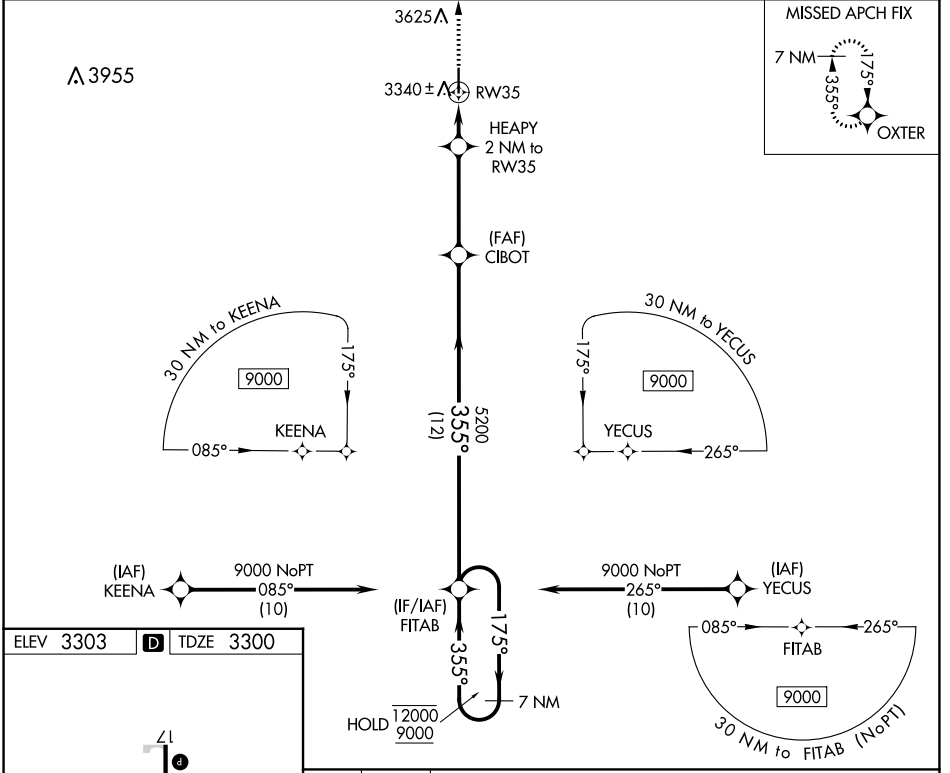 3625
3955
3340 ±
RW35
HEAPY
2 NM to
RW35
MISSED APCH FIX
7 NM
175°
355°
OXTER
(FAF)
CIBOT
30 NM to KEENA
175°
9000
KEENA
085°
5200
355°
(12)
30 NM to YECUS
175°
9000
YECUS
265°
(IAF)
KEENA
9000 NoPT
085°
(10)
(IF/IAF)
FITAB
355°
175°
7 NM
HOLD
12000
9000
9000 NoPT
265°
(10)
(IAF)
YECUS
085°
265°
FITAB
9000
30 NM to FITAB (NoPT)
ELEV 3303
D
TDZE 3300
17
P